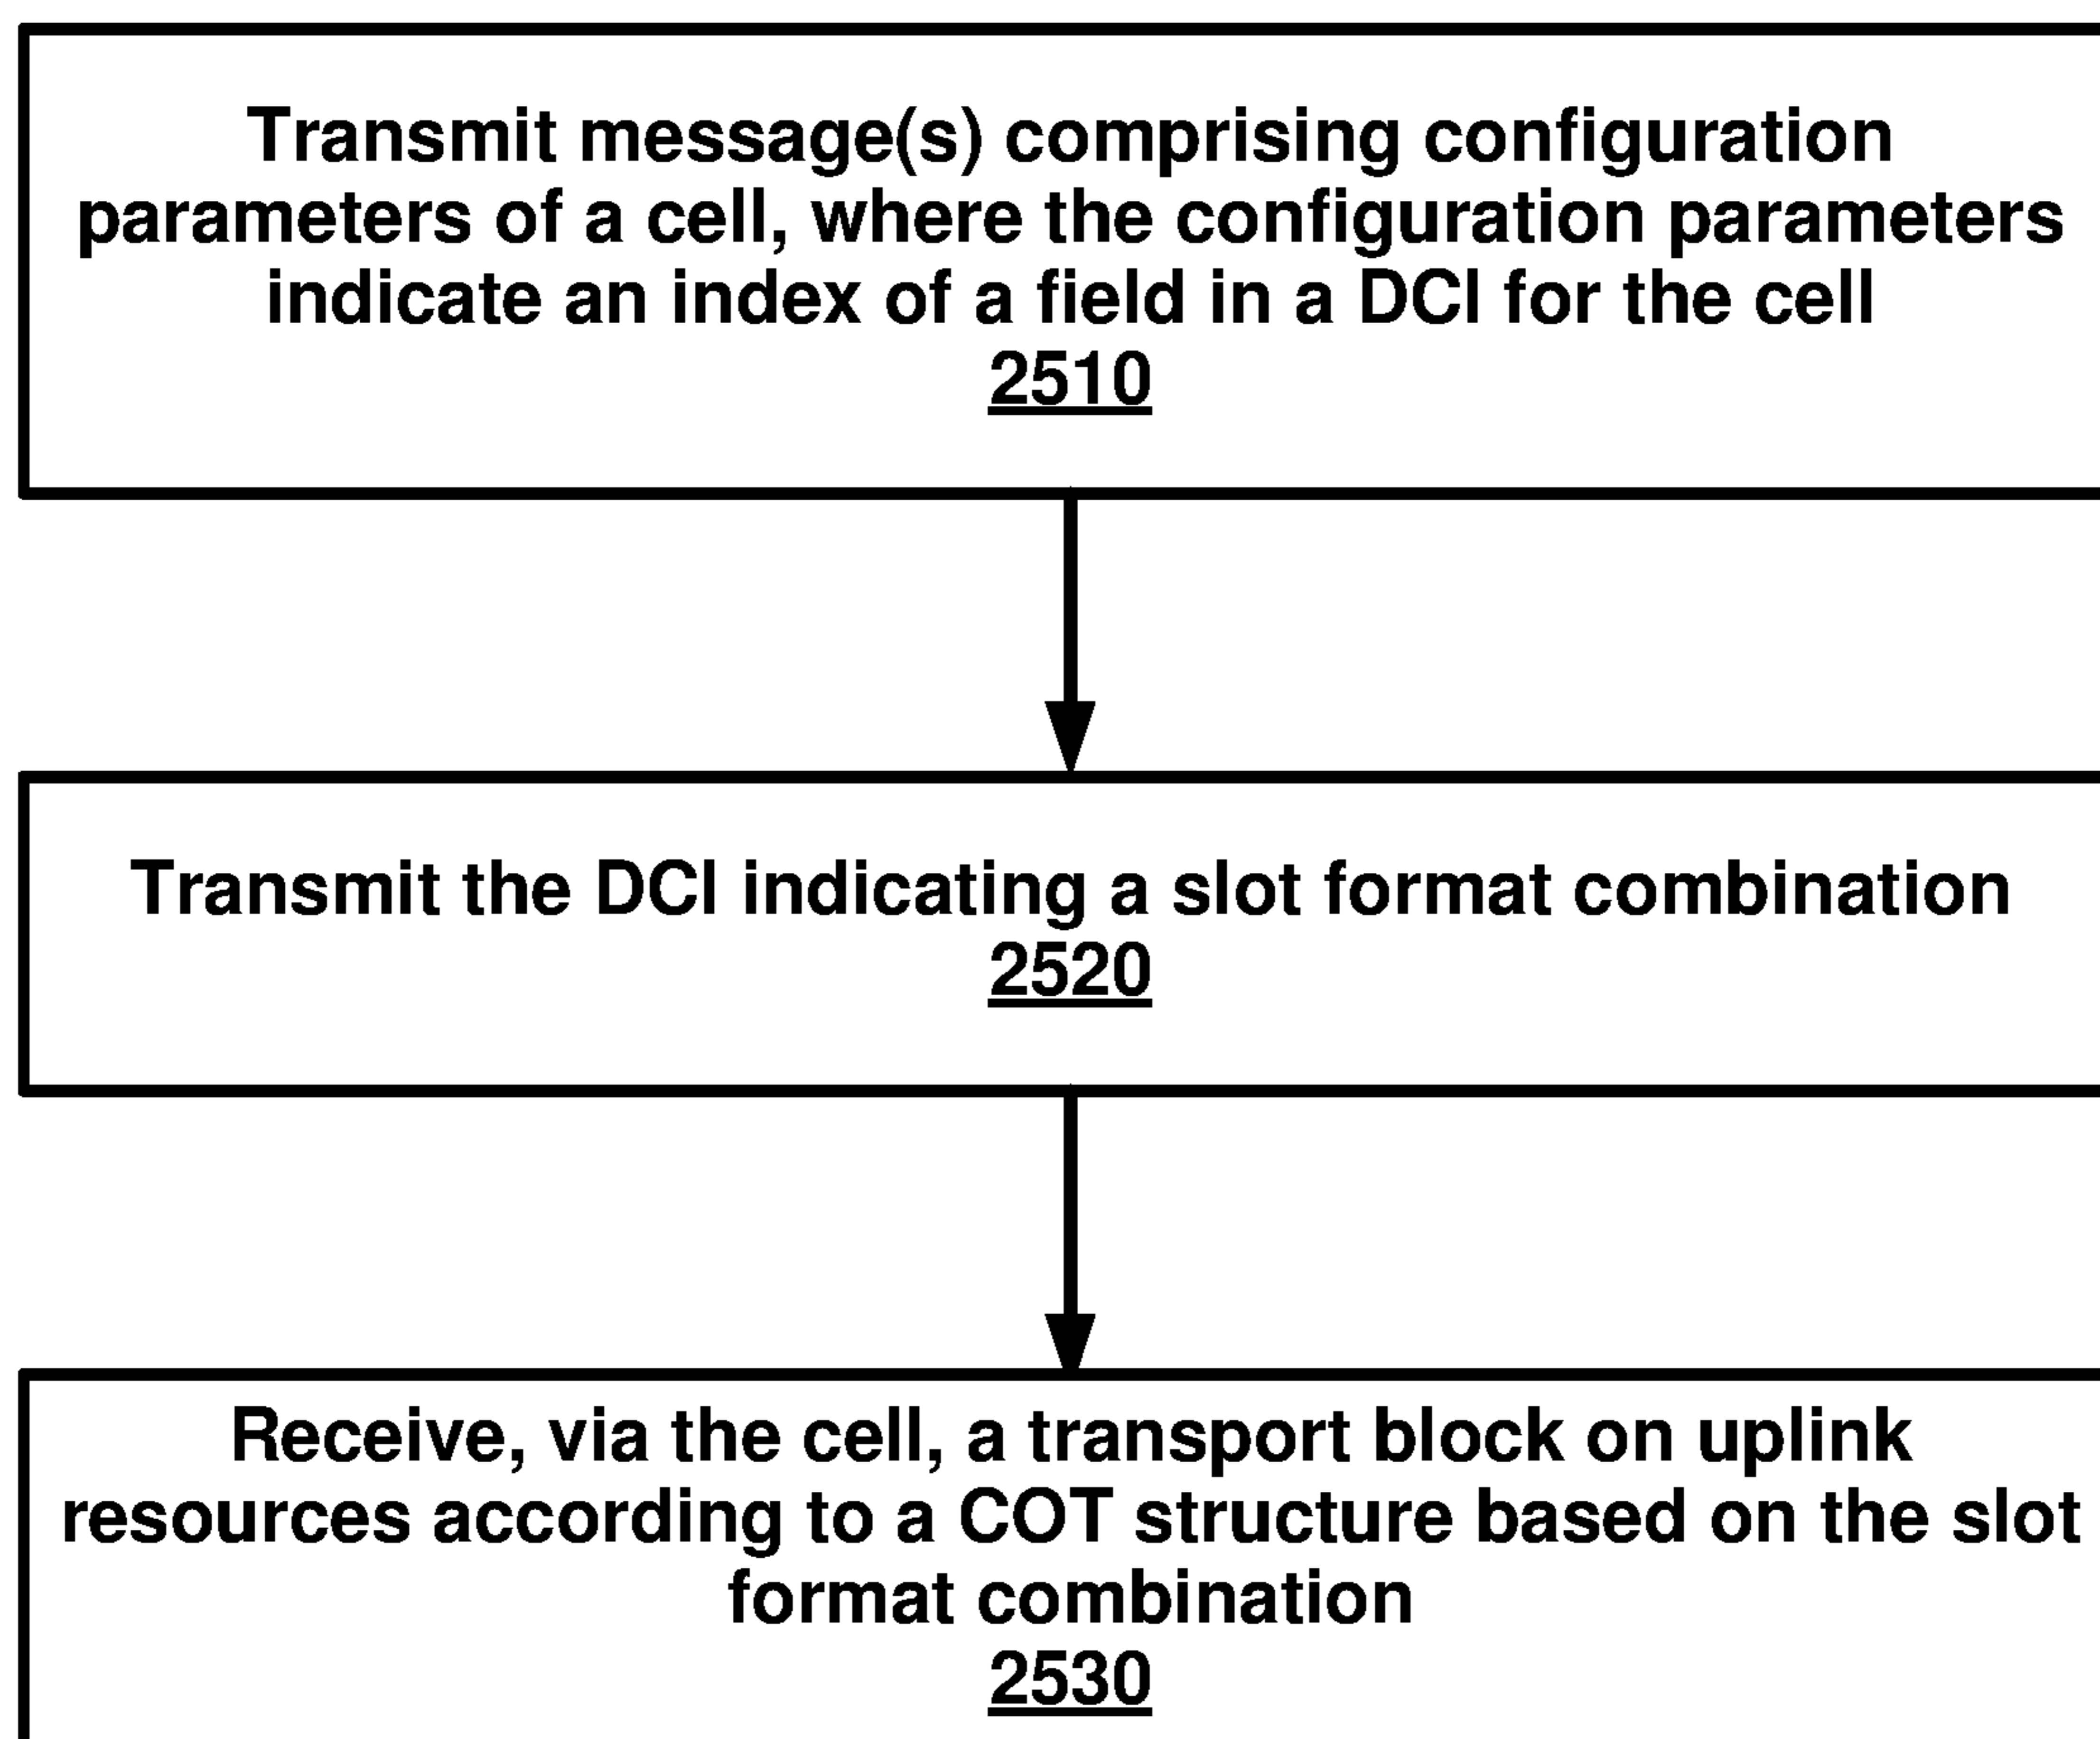 Transmit message(s) comprising configuration
parameters of a cell, where the configuration parameters
indicate an index of a field in a DCI for the cell
2510
Transmit the DCI indicating a slot format combination
2520
Receive, via the cell, a transport block on uplink
resources according to a COT structure based on the slot
format combination
2530